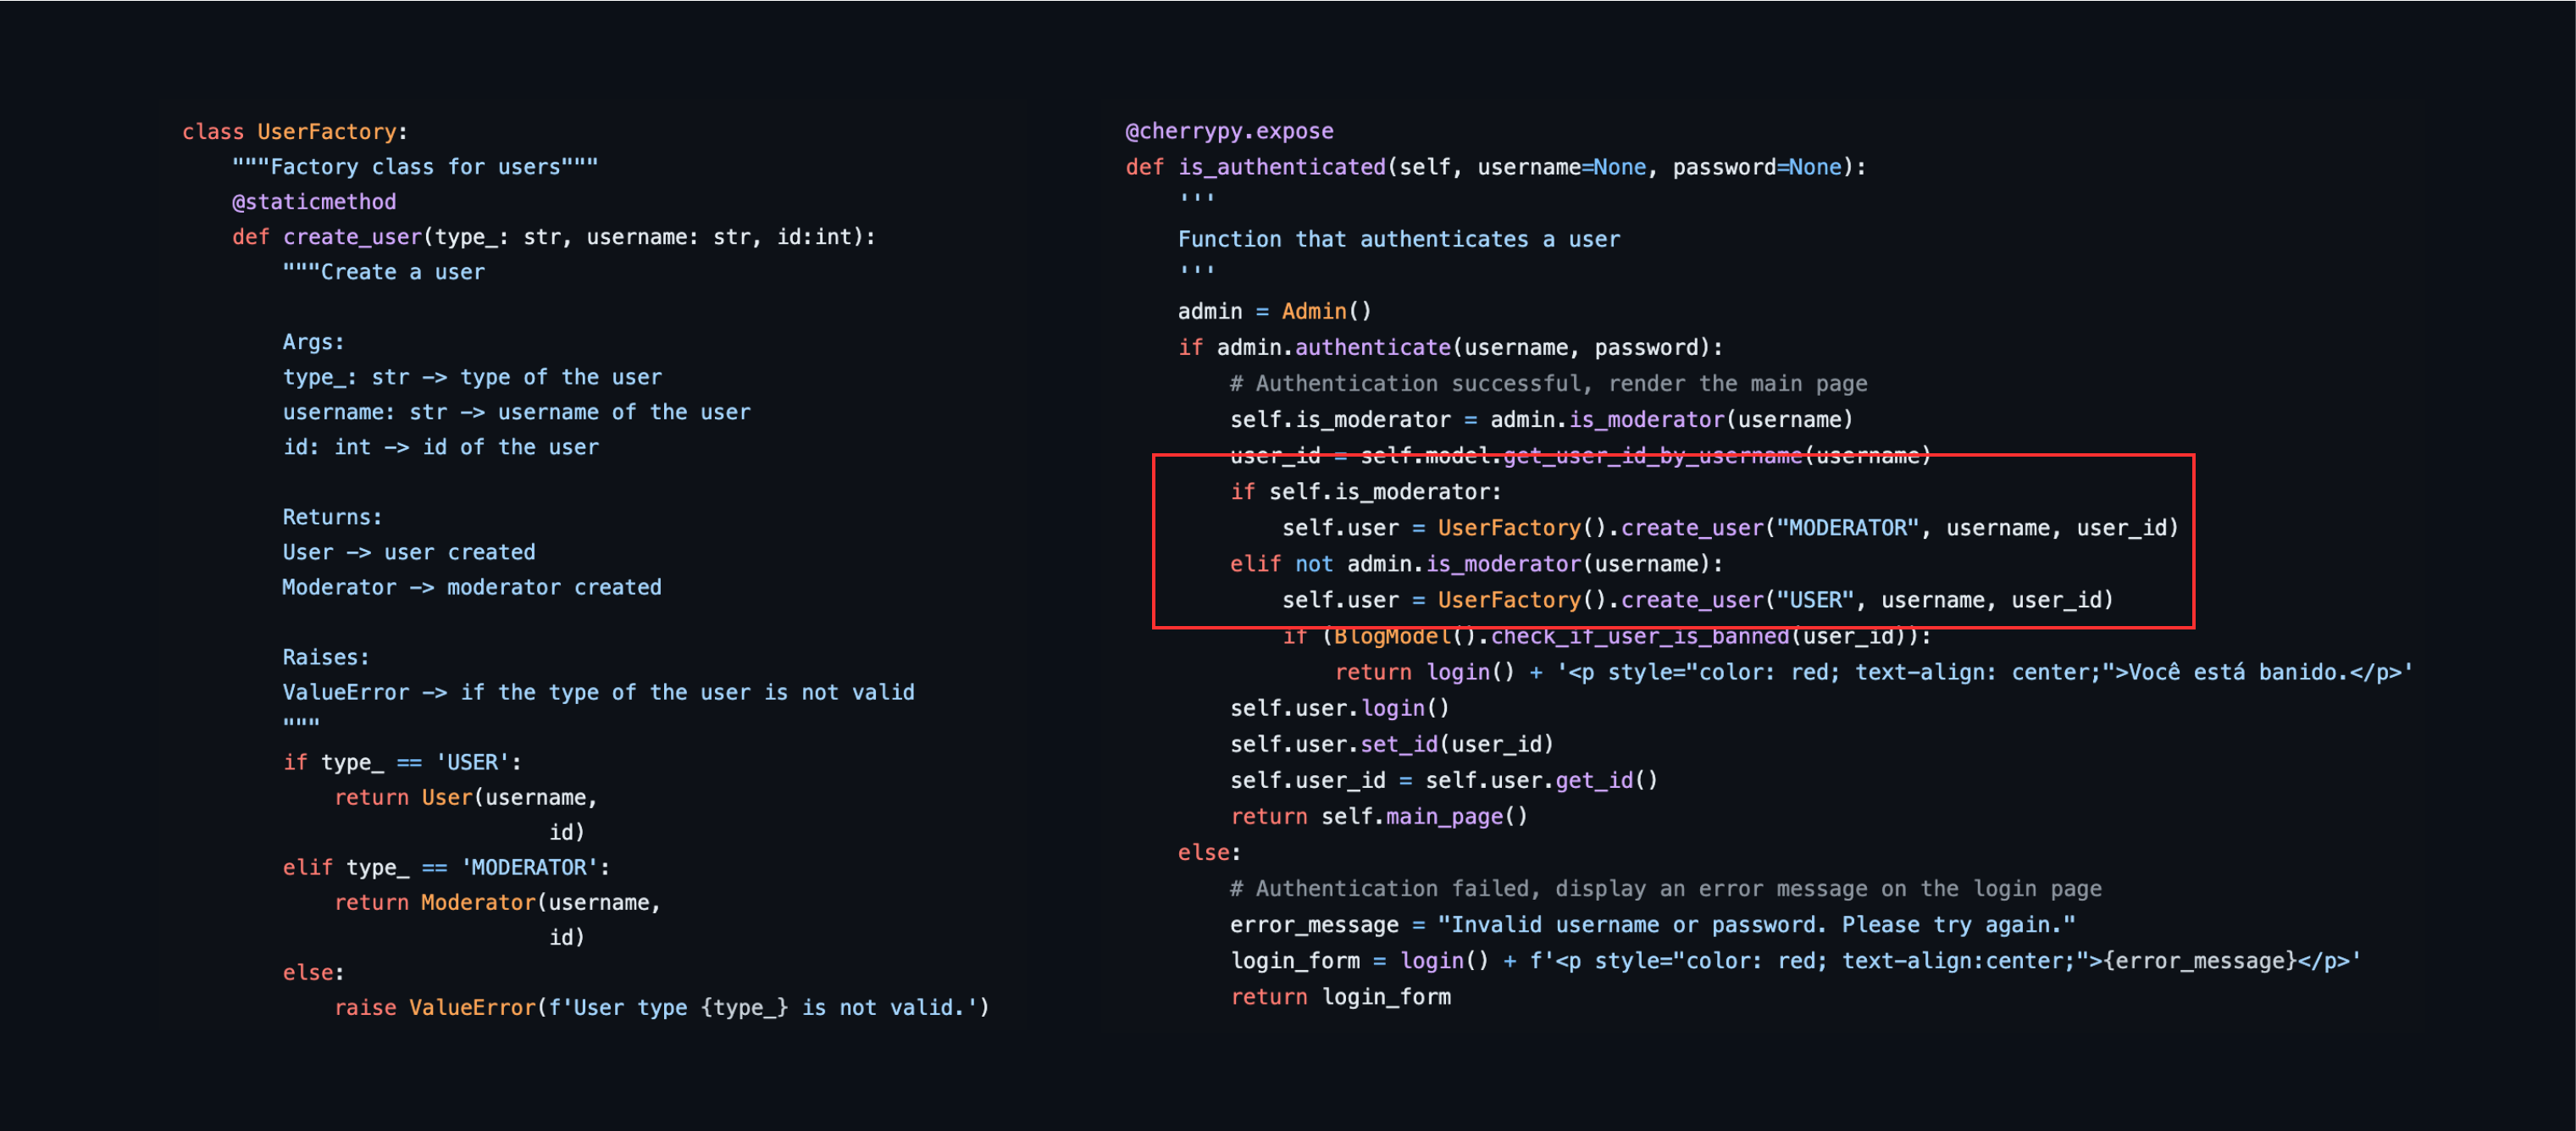 class UserFactory:
    """Factory class for users"""
    @staticmethod
    def create_user(type_: str, username: str, id:int):
        """Create a user

        Args:
        type_: str -> type of the user
        username: str -> username of the user
        id: int -> id of the user

        Returns:
        User -> user created
        Moderator -> moderator created

        Raises:
        ValueError -> if the type of the user is not valid
        """
        if type_ == 'USER':
            return User(username,
                             id)
        elif type_ == 'MODERATOR':
            return Moderator(username,
                             id)
        else:
            raise ValueError(f'User type {type_} is not valid.')
@cherrypy.expose
def is_authenticated(self, username=None, password=None):
    '''
    Function that authenticates a user
    '''
    admin = Admin()
    if admin.authenticate(username, password):
        # Authentication successful, render the main page
        self.is_moderator = admin.is_moderator(username)
        user_id = self.model.get_user_id_by_username(username)
        if self.is_moderator:
            self.user = UserFactory().create_user("MODERATOR", username, user_id)
        elif not admin.is_moderator(username):
            self.user = UserFactory().create_user("USER", username, user_id)
            if (BlogModel().check_if_user_is_banned(user_id)):
                return login() + '<p style="color: red; text-align: center;">Você está banido.</p>'
        self.user.login()
        self.user.set_id(user_id)
        self.user_id = self.user.get_id()
        return self.main_page()
    else:
        # Authentication failed, display an error message on the login page
        error_message = "Invalid username or password. Please try again."
        login_form = login() + f'<p style="color: red; text-align:center;">{error_message}</p>'
        return login_form